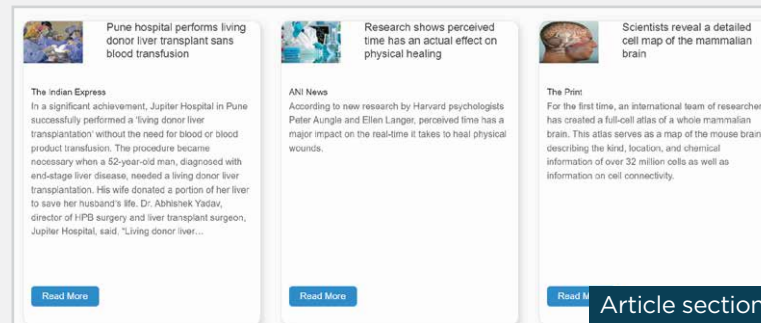 Pune hospital performs living
donor liver transplant sans
blood transfusion
The Indian Express
In a significant achievement, Jupiter Hospital in Pune
successfully performed a 'living donor liver
transplantation' without the need for blood or blood
product transfusion. The procedure became
necessary when a 52-year-old man, diagnosed with
end-stage liver disease, needed a living donor liver
transplantation. His wife donated a portion of her liver
to save her husband's life. Dr. Abhishek Yadav,
director of HPB surgery and liver transplant surgeon,
Jupiter Hospital, said. "Living donor liver...
Read More
Research shows perceived
time has an actual effect on
physical healing
ANI News
According to new research by Harvard psychologists
Peter Aungle and Ellen Langer, perceived time has a
major impact on the real-time it takes to heal physical
wounds.
Read More
Scientists reveal a detailed
cell map of the mammalian
brain
The Print
For the first time, an international team of researcher
has created a full-cell atlas of a whole mammalian
brain. This atlas serves as a map of the mouse brain
describing the kind, location, and chemical
information of over 32 million cells as well as
information on cell connectivity.
Read M
Article section